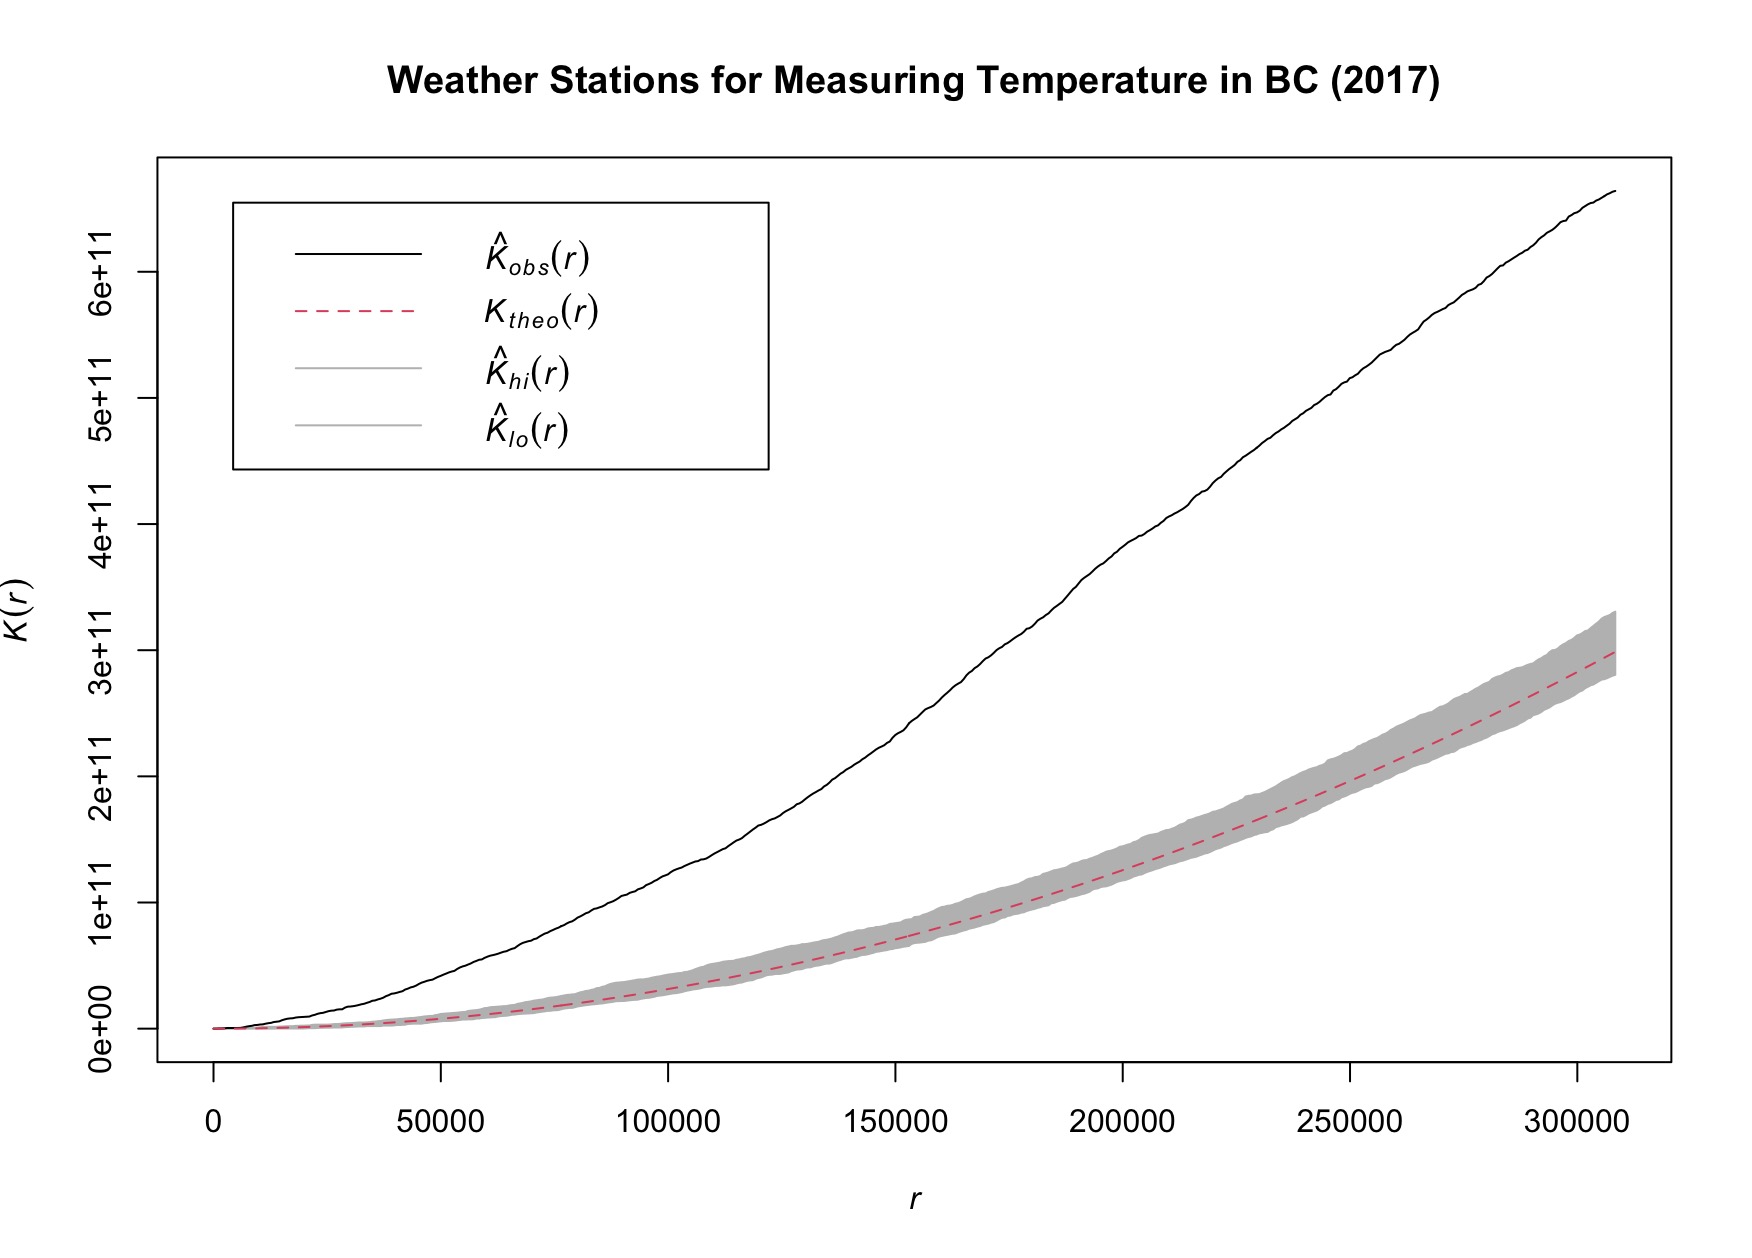 Weather Stations for Measuring Temperature in BC (2017)
K̂obs(r)
Ktheo(r)
K̂hi(r)
K̂lo(r)
K(r)
6e+11
5e+11
4e+11
3e+11
2e+11
1e+11
0e+00
0 50000 100000 150000 200000 250000 300000
r